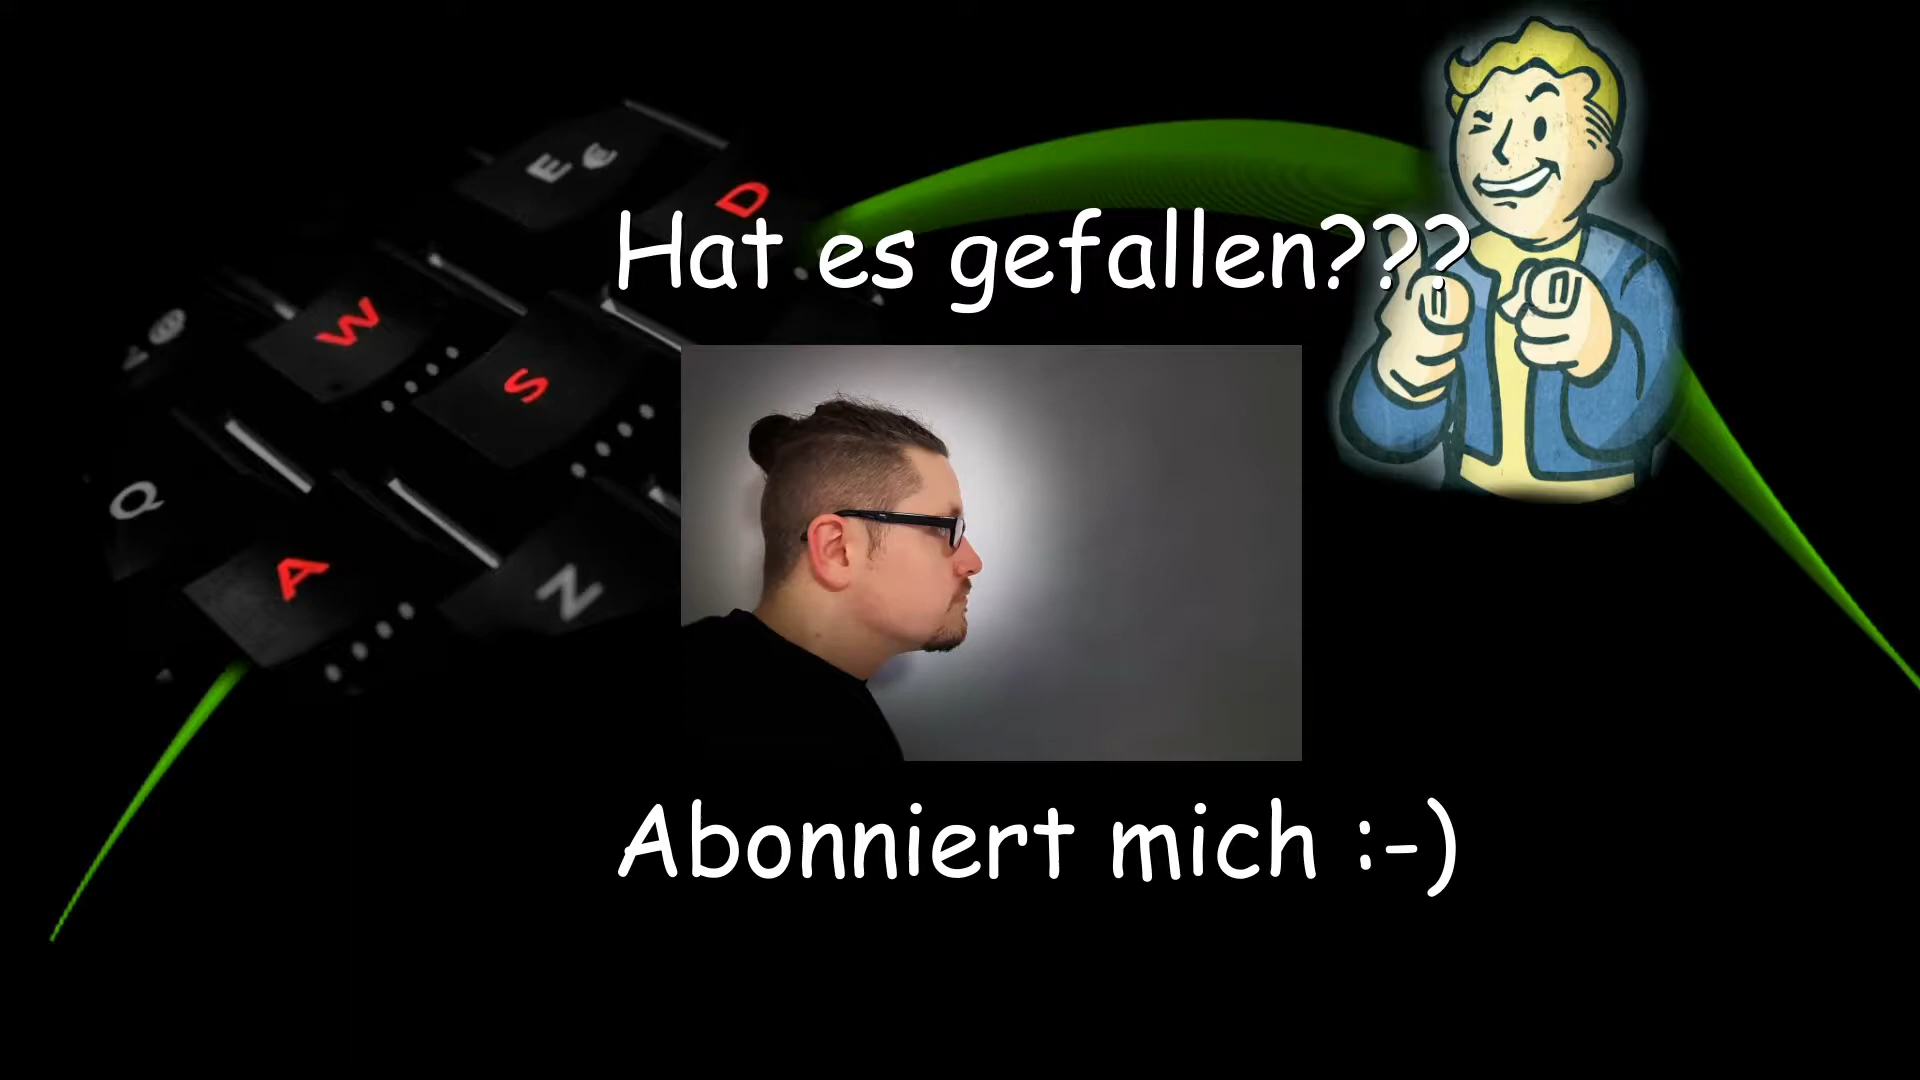 E €
D
Hat es gefallen???
W
S
Q
A
N
Abonniert mich :-)